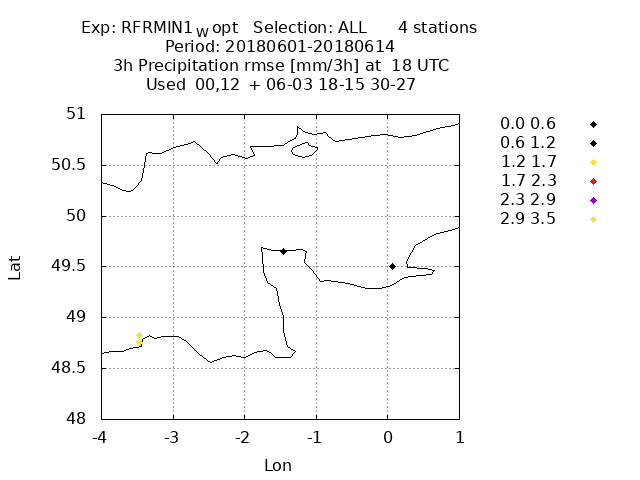 Exp: RFRMIN1_W opt Selection: ALL 4 stations
Period: 20180601-20180614
3h Precipitation rmse [mm/3h] at 18 UTC
Used 00,12 + 06-03 18-15 30-27
51
50.5
50
49.5
49
48.5
48
-4 -3 -2 -1 0 1
Lat
Lon
0.0 0.6
0.6 1.2
1.2 1.7
1.7 2.3
2.3 2.9
2.9 3.5